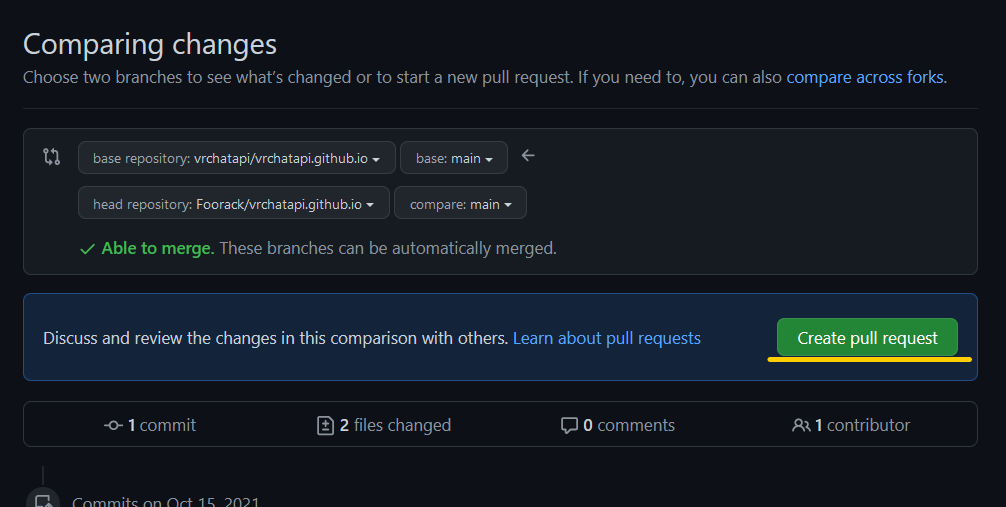 Comparing changes
Choose two branches to see what's changed or to start a new pull request. If you need to, you can also compare across forks.
base repository: vrchatapi/vrchatapi.github.io base: main
head repository: Foorack/vrchatapi.github.io compare: main
Able to merge. These branches can be automatically merged.
Discuss and review the changes in this comparison with others. Learn about pull requests Create pull request
1 commit 2 files changed 0 comments 1 contributor
Commits on Oct 15, 2021